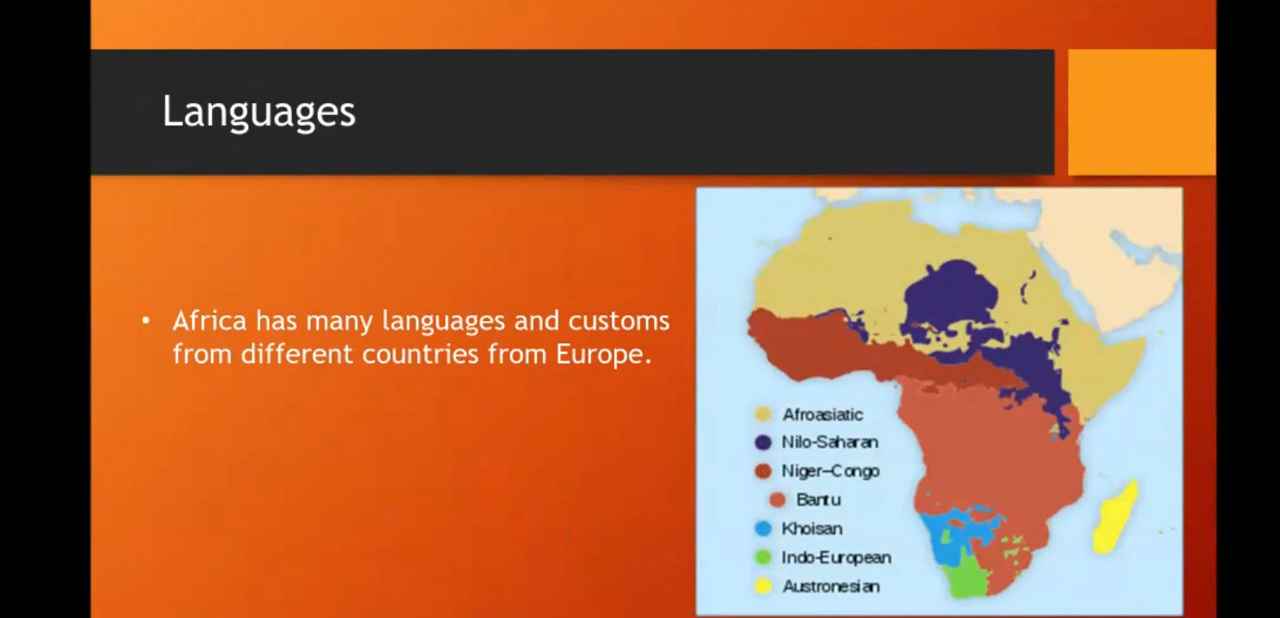 Languages
• Africa has many languages and customs
from different countries from Europe.
Afroasiatic
Nilo-Saharan
Niger–Congo
Bantu
Khoisan
Indo-European
Austronesian